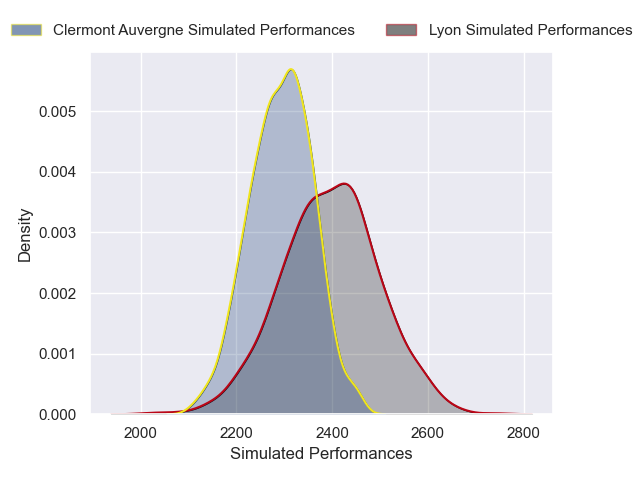 Clermont Auvergne Simulated Performances
Lyon Simulated Performances
0.005
0.004
0.003
0.002
0.001
0.000
Density
2000 2200 2400 2600 2800
Simulated Performances